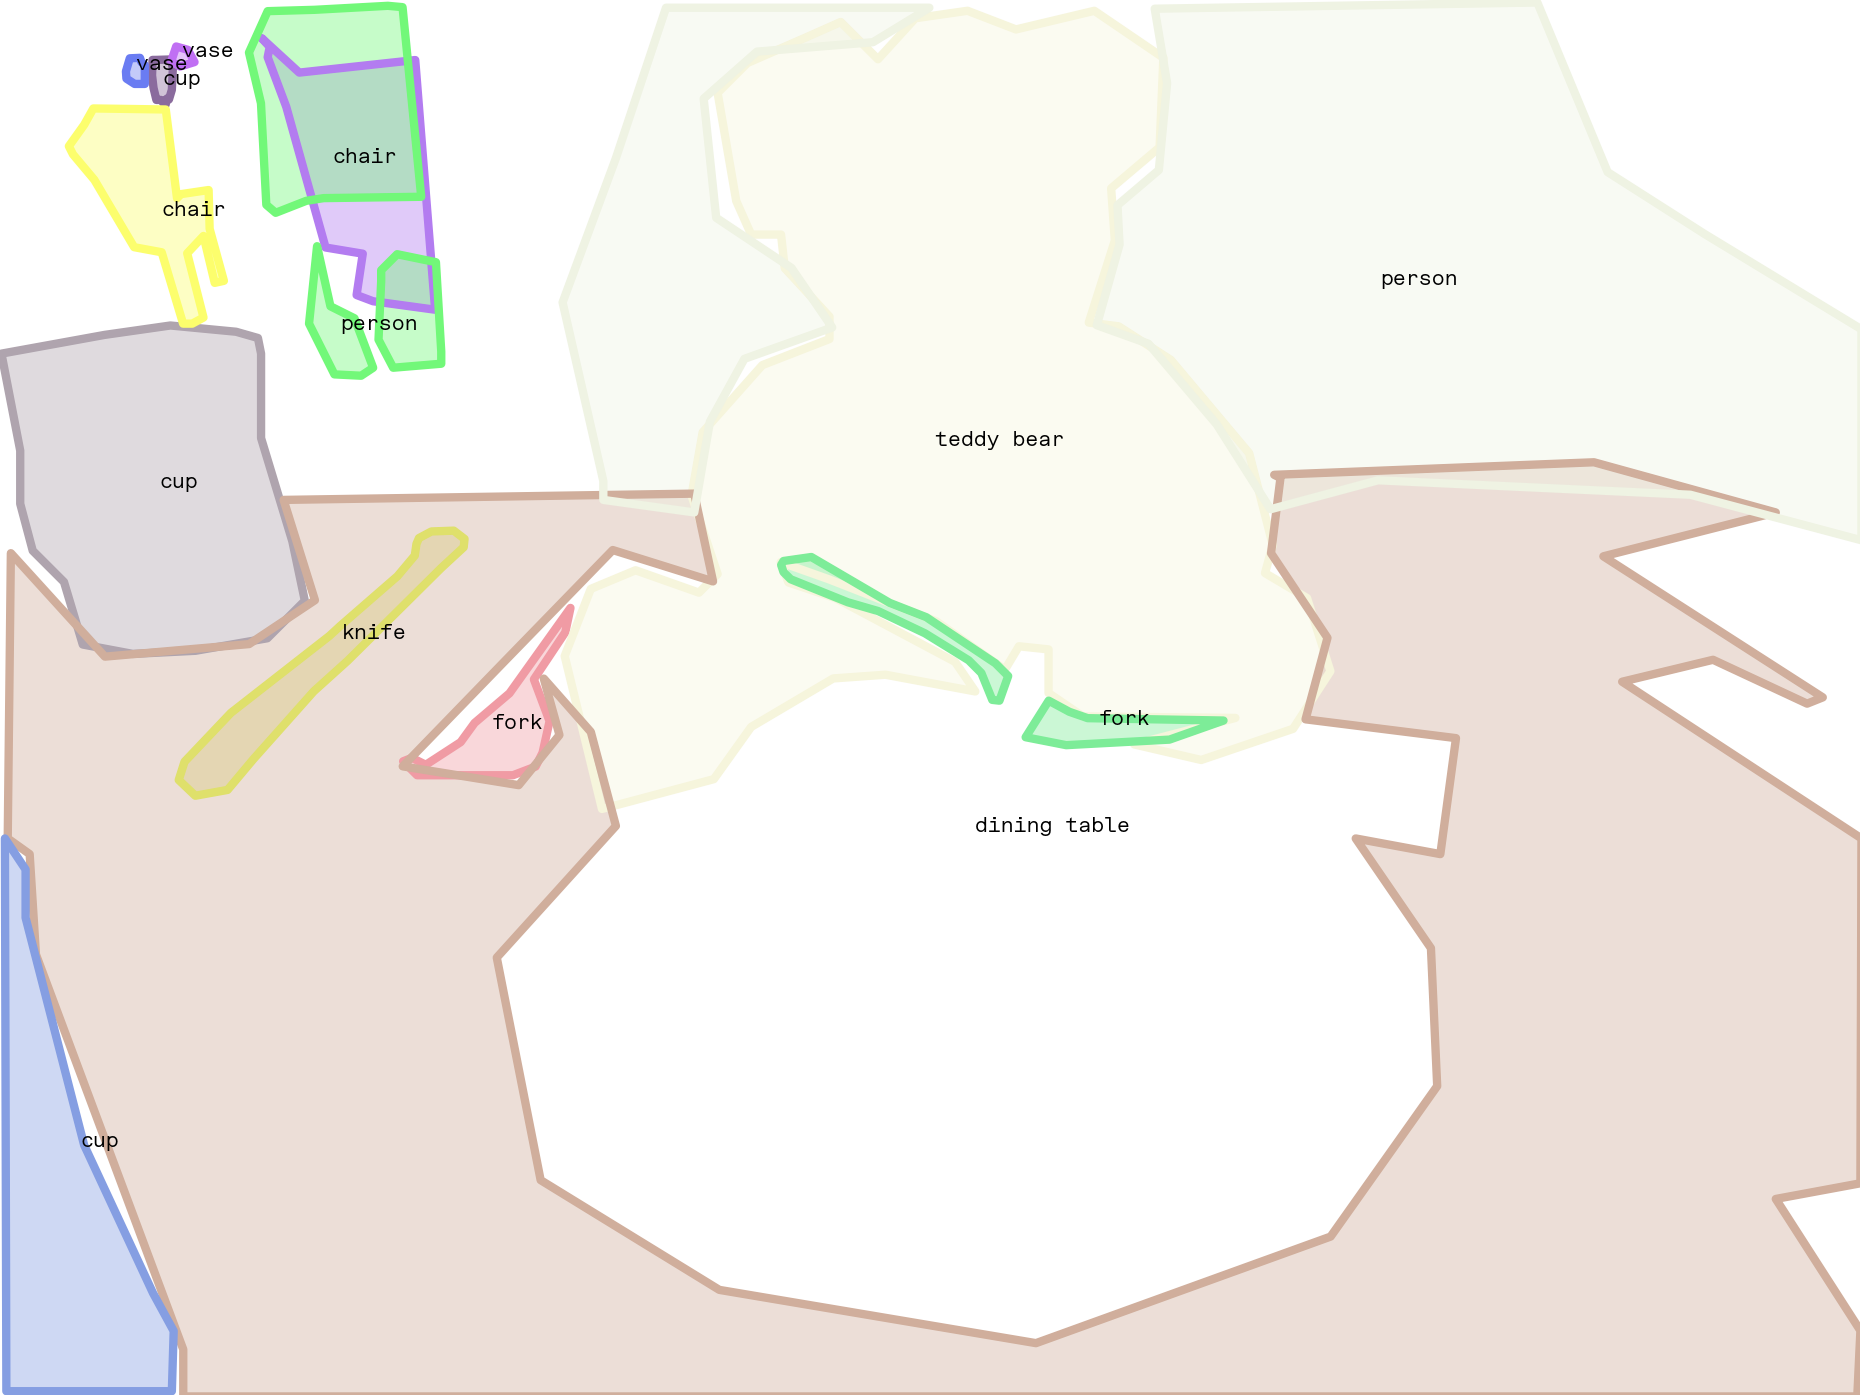 vase
vase
cup
chair
chair
person
person
teddy bear
cup
knife
fork
fork
dining table
cup